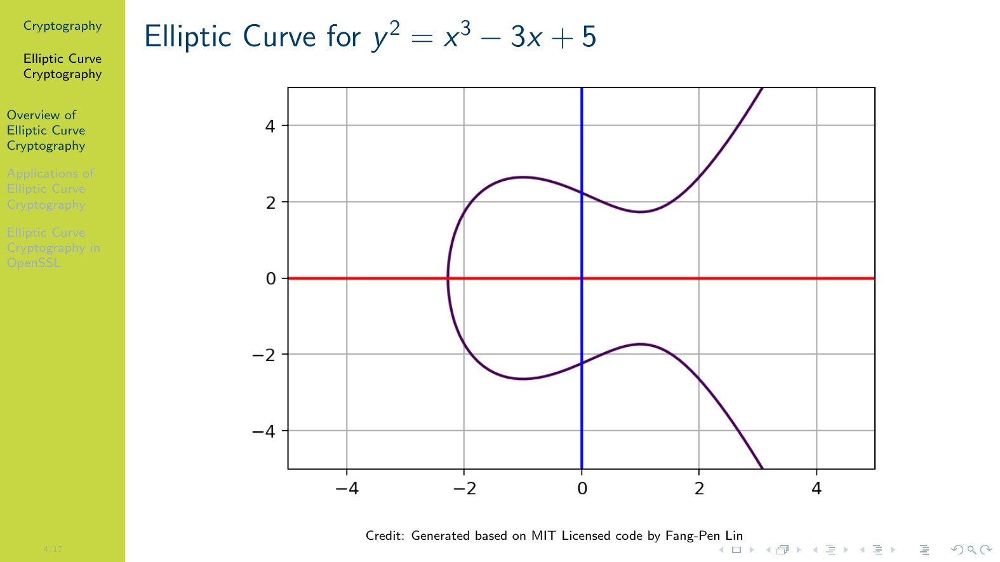 Cryptography
Elliptic Curve
Cryptography
Overview of
Elliptic Curve
Cryptography
Applications of
Elliptic Curve
Cryptography
Elliptic Curve
Cryptography in
OpenSSL
4/17
Elliptic Curve for y² = x³ − 3x + 5
4
2
0
−2
−4
−4 −2 0 2 4
Credit: Generated based on MIT Licensed code by Fang-Pen Lin